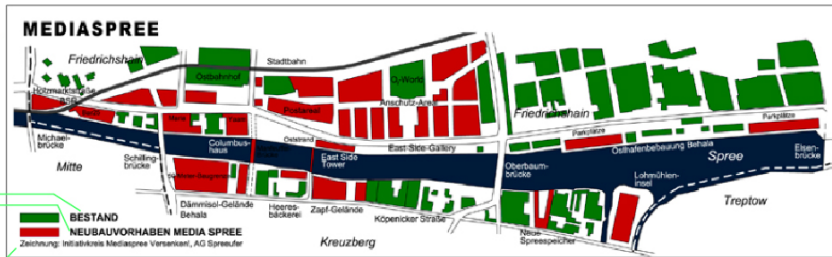 MEDIASPREE
Friedrichshain
Stadtbahn
Ostbahnhof
O₂-World
Holzmarktstraße
Postareal
Anschutz-Areal
Friedrichshain
Parkplätze
Parkplätze
Michael-
brücke
Schilling-
brücke
Columbus-
haus
Oststrand
East-Side-Gallery
East Side
Tower
Osthafenbebauung Behala
Oberbaum-
brücke
Spree
Elsen-
brücke
Lohmühlen-
insel
Mitte
Treptow
Dämmisol-Gelände
Behala
Heeres-
bäckerei
Zapf-Gelände
Köpenicker Straße
Neue
Spreespeicher
Kreuzberg
BESTAND
NEUBAUVORHABEN MEDIA SPREE
Zeichnung: Initiativkreis Mediaspree Versenken!, AG Spreeufer